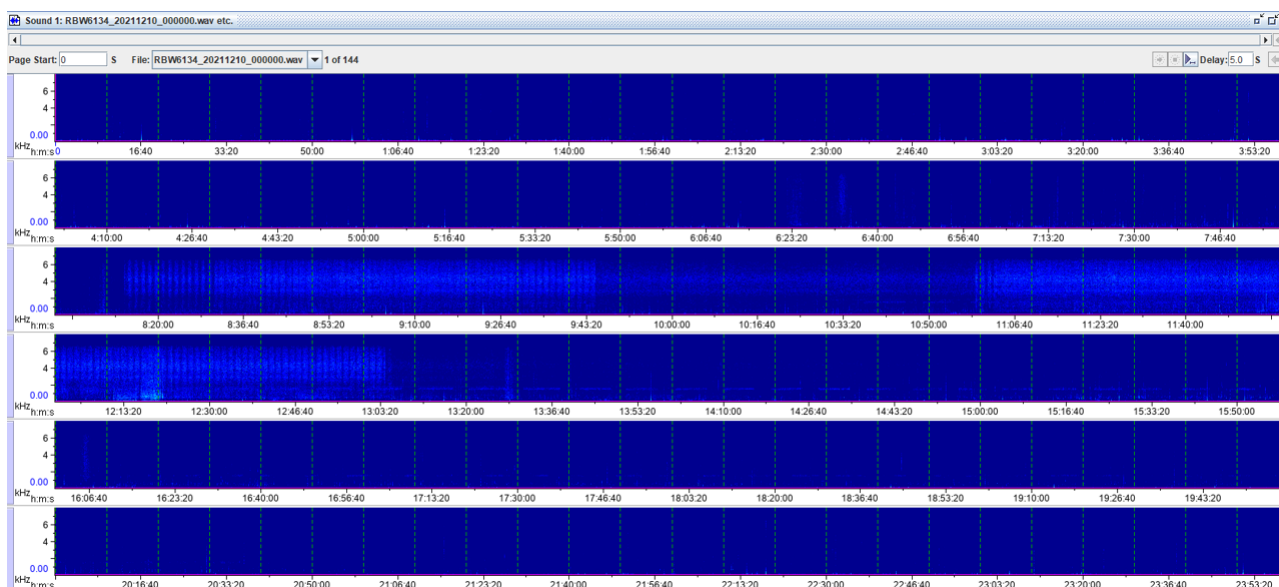 Sound 1: RBW6134_20211210_000000.wav etc.
Page Start: 0 S File: RBW6134_20211210_000000.wav 1 of 144 Delay: 5.0 S
6
4
0.00
kHz h:m:s 0 16:40 33:20 50:00 1:06:40 1:23:20 1:40:00 1:56:40 2:13:20 2:30:00 2:46:40 3:03:20 3:20:00 3:36:40 3:53:20
6
4
0.00
kHz h:m:s 4:10:00 4:26:40 4:43:20 5:00:00 5:16:40 5:33:20 5:50:00 6:06:40 6:23:20 6:40:00 6:56:40 7:13:20 7:30:00 7:46:40
6
4
0.00
kHz h:m:s 8:20:00 8:36:40 8:53:20 9:10:00 9:26:40 9:43:20 10:00:00 10:16:40 10:33:20 10:50:00 11:06:40 11:23:20 11:40:00
6
4
0.00
kHz h:m:s 12:13:20 12:30:00 12:46:40 13:03:20 13:20:00 13:36:40 13:53:20 14:10:00 14:26:40 14:43:20 15:00:00 15:16:40 15:33:20 15:50:00
6
4
0.00
kHz h:m:s 16:06:40 16:23:20 16:40:00 16:56:40 17:13:20 17:30:00 17:46:40 18:03:20 18:20:00 18:36:40 18:53:20 19:10:00 19:26:40 19:43:20
6
4
0.00
kHz h:m:s 20:16:40 20:33:20 20:50:00 21:06:40 21:23:20 21:40:00 21:56:40 22:13:20 22:30:00 22:46:40 23:03:20 23:20:00 23:36:40 23:53:20